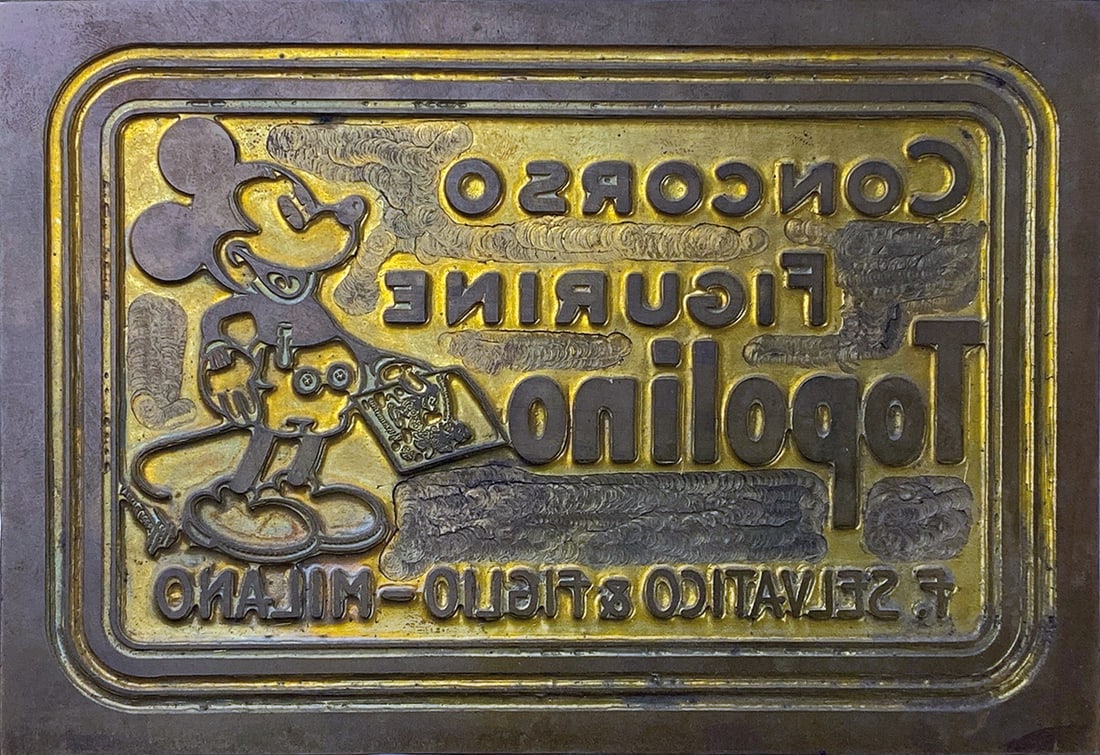 CONCORSO
FIGURINE
Topolino
F. SELVATICO & FIGLIO - MILANO